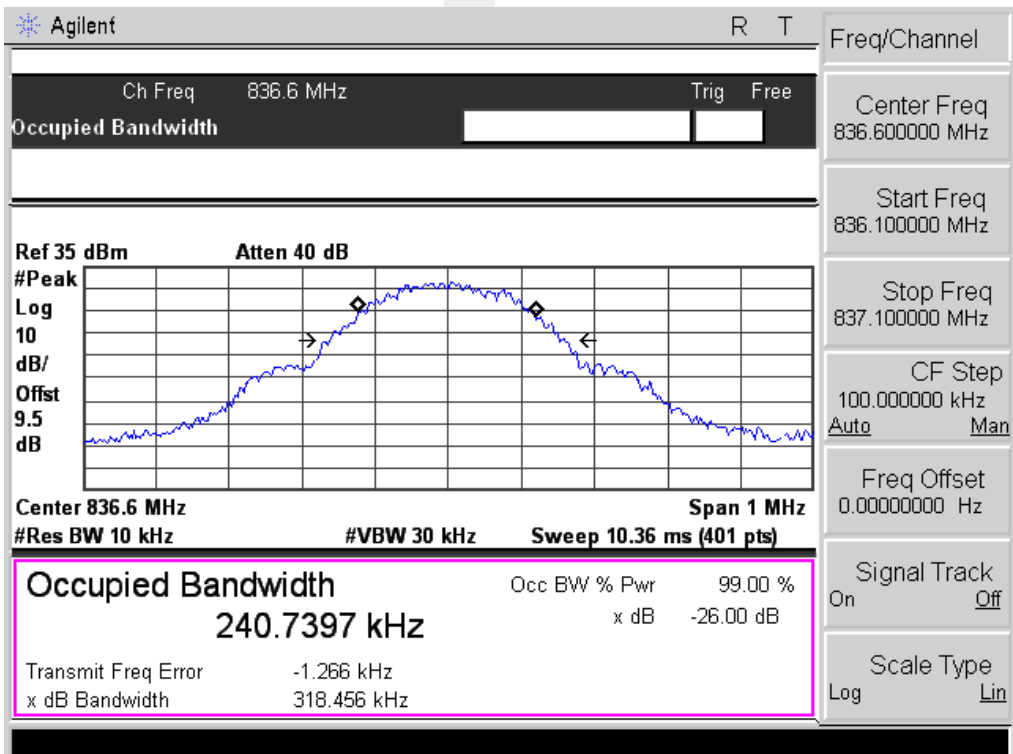 Agilent R T
Ch Freq 836.6 MHz Trig Free
Occupied Bandwidth
Ref 35 dBm Atten 40 dB
#Peak
Log
10
dB/
Offst
9.5
dB
Center 836.6 MHz Span 1 MHz
#Res BW 10 kHz #VBW 30 kHz Sweep 10.36 ms (401 pts)
Occupied Bandwidth
240.7397 kHz
Occ BW % Pwr 99.00 %
x dB -26.00 dB
Transmit Freq Error -1.266 kHz
x dB Bandwidth 318.456 kHz
Freq/Channel
Center Freq
836.600000 MHz
Start Freq
836.100000 MHz
Stop Freq
837.100000 MHz
CF Step
100.000000 kHz
Auto Man
Freq Offset
0.00000000 Hz
Signal Track
On Off
Scale Type
Log Lin